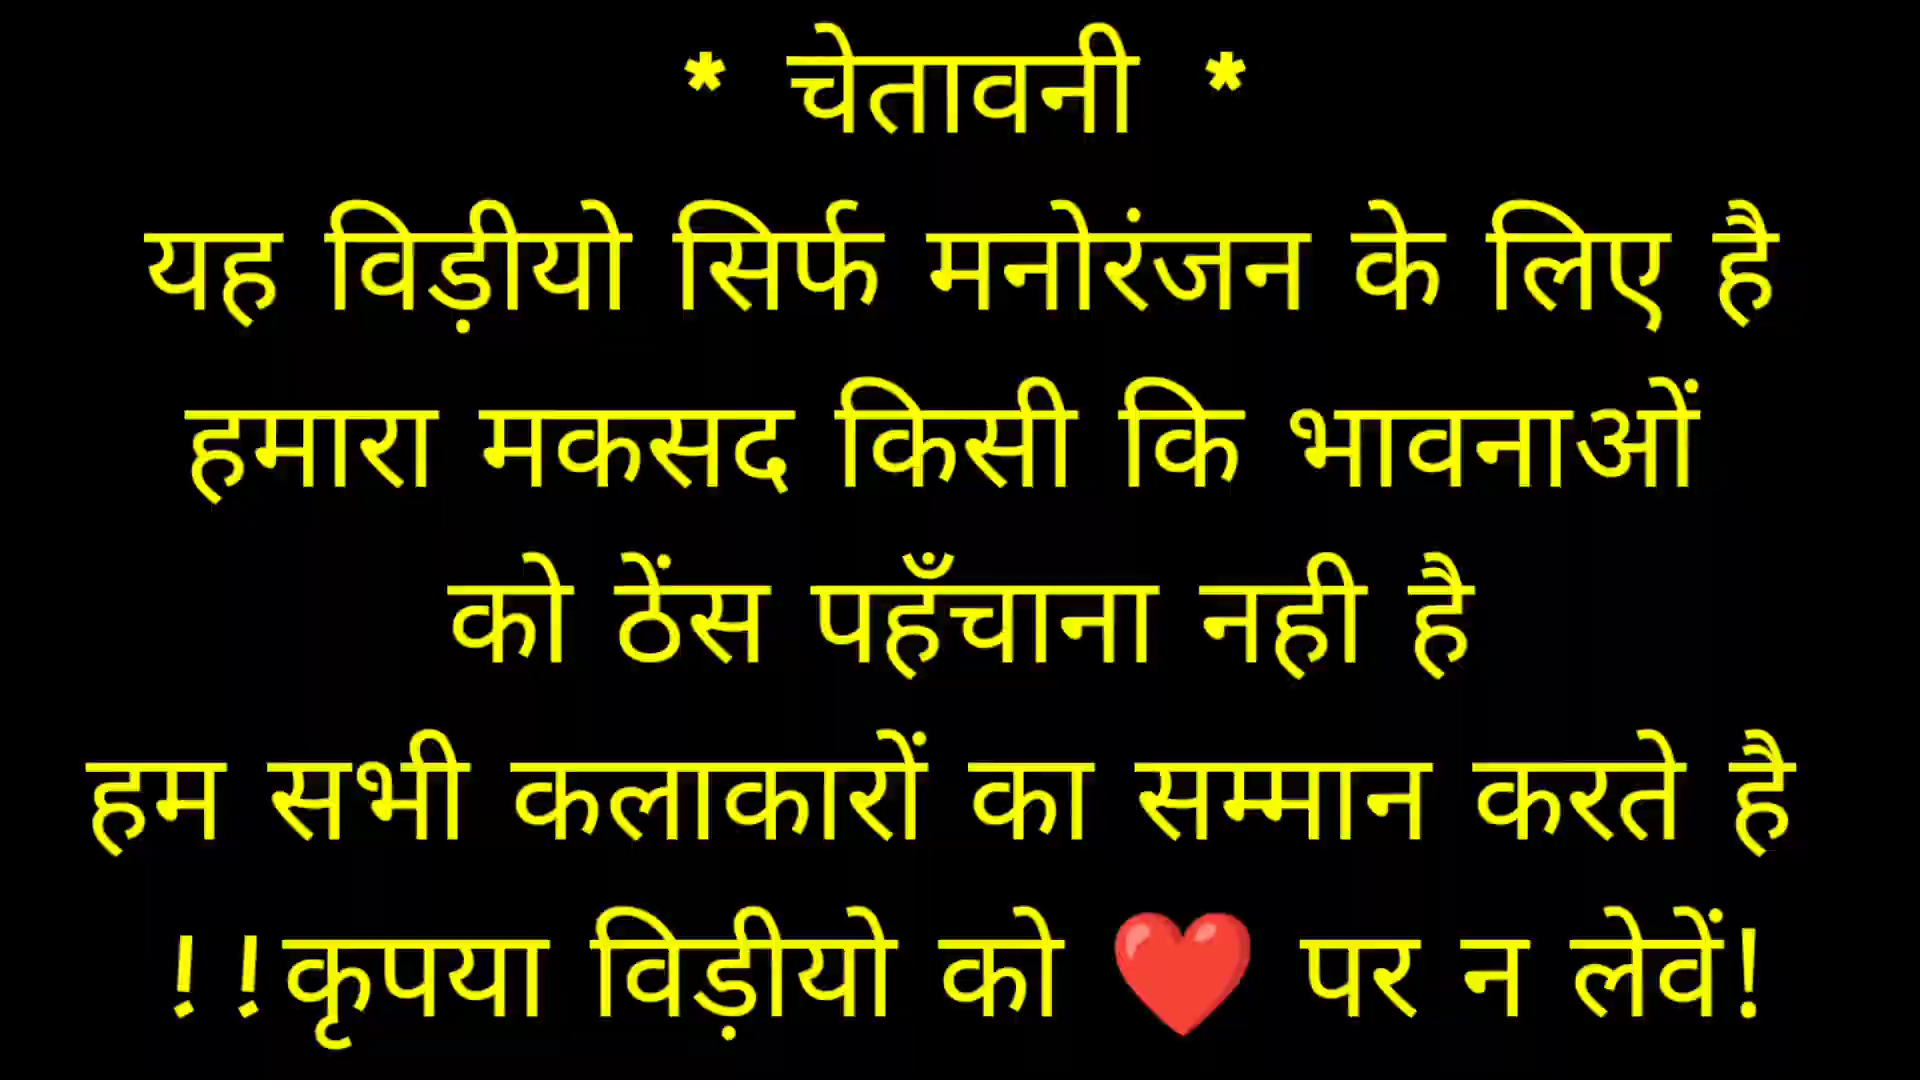 * चेतावनी *
यह विड़ीयो सिर्फ मनोरंजन के लिए है
हमारा मकसद किसी कि भावनाओं
को ठेंस पहँचाना नही है
हम सभी कलाकारों का सम्मान करते है
!!कृपया विड़ीयो को ❤️ पर न लेवें!